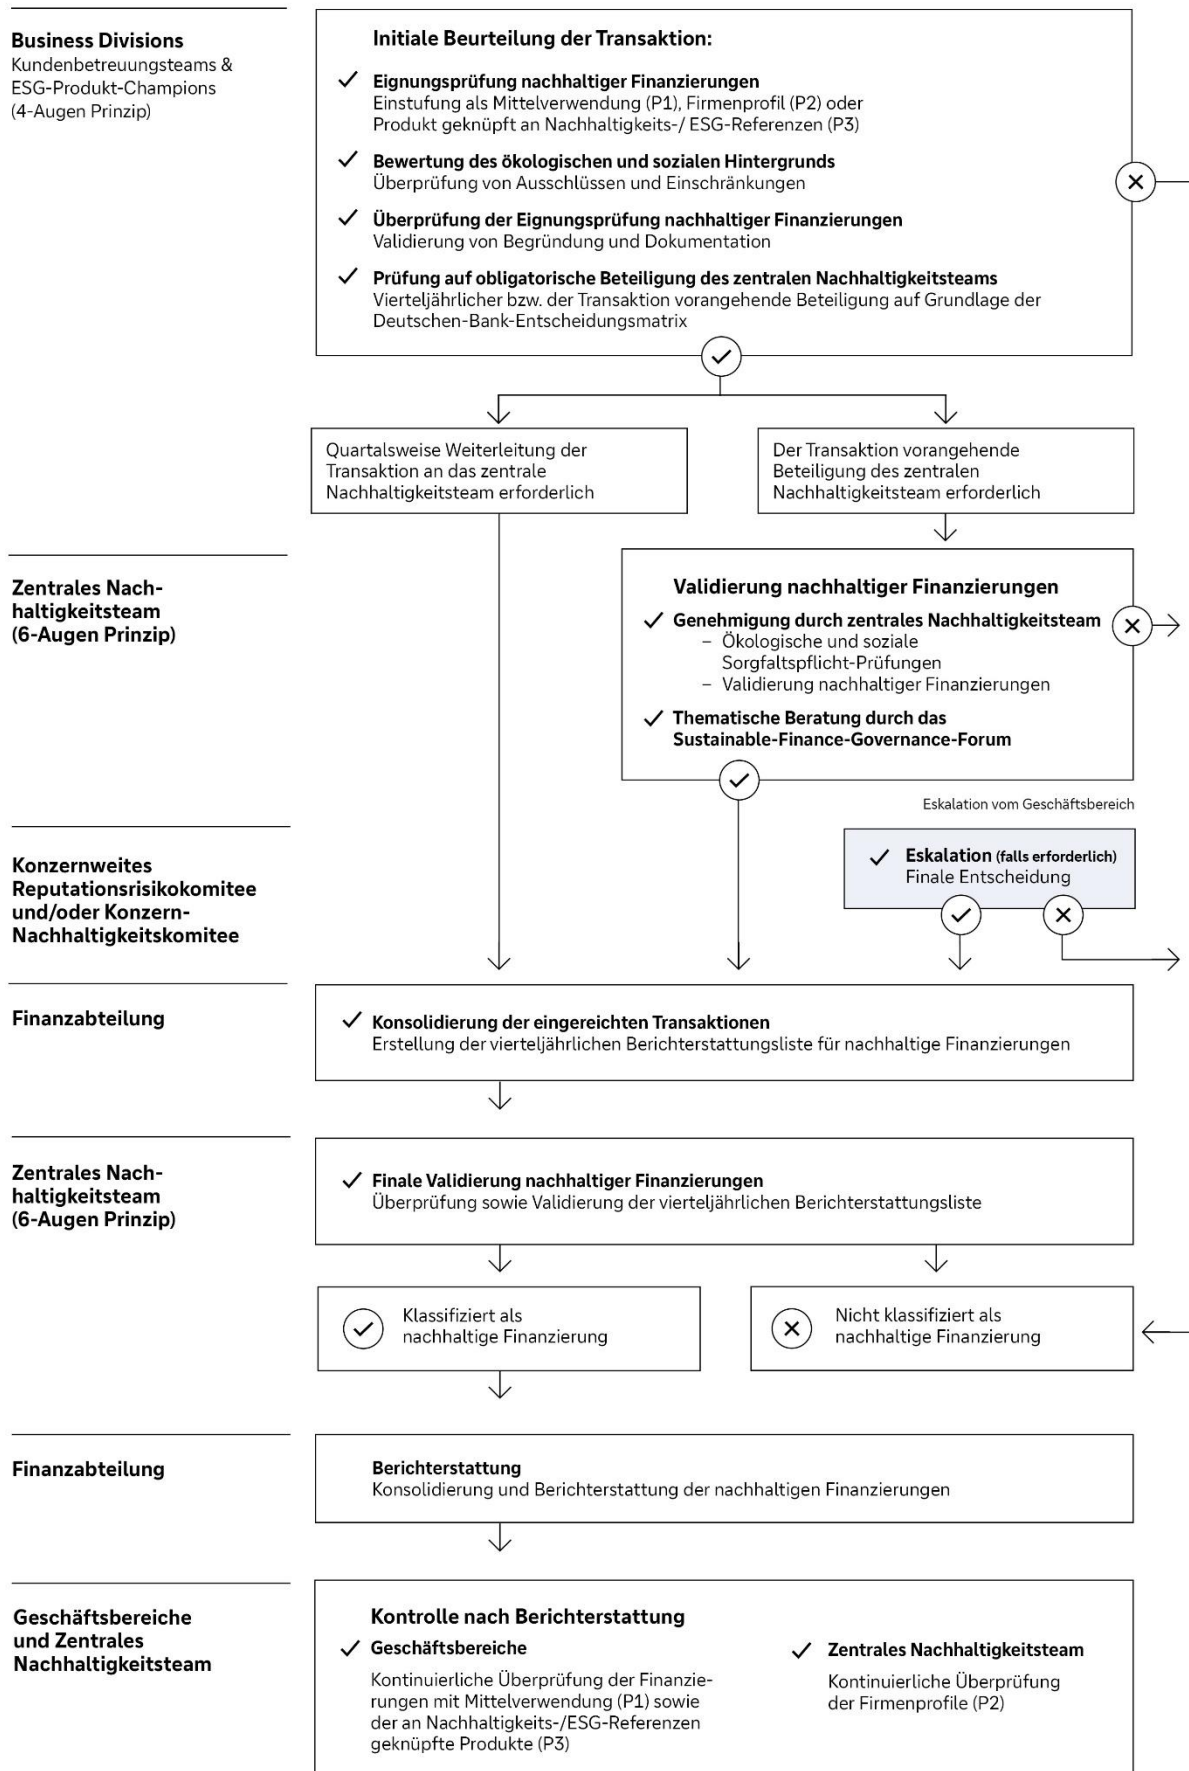 Business Divisions
Kundenbetreuungsteams &
ESG-Produkt-Champions
(4-Augen Prinzip)
Initiale Beurteilung der Transaktion:
Eignungsprüfung nachhaltiger Finanzierungen
Einstufung als Mittelverwendung (P1), Firmenprofil (P2) oder
Produkt geknüpft an Nachhaltigkeits-/ ESG-Referenzen (P3)
Bewertung des ökologischen und sozialen Hintergrunds
Überprüfung von Ausschlüssen und Einschränkungen
Überprüfung der Eignungsprüfung nachhaltiger Finanzierungen
Validierung von Begründung und Dokumentation
Prüfung auf obligatorische Beteiligung des zentralen Nachhaltigkeitsteams
Vierteljährlicher bzw. der Transaktion vorangehende Beteiligung auf Grundlage der
Deutschen-Bank-Entscheidungsmatrix
Quartalsweise Weiterleitung der
Transaktion an das zentrale
Nachhaltigkeitsteam erforderlich
Der Transaktion vorangehende
Beteiligung des zentralen
Nachhaltigkeitsteam erforderlich
Zentrales Nach-
haltigkeitsteam
(6-Augen Prinzip)
Validierung nachhaltiger Finanzierungen
Genehmigung durch zentrales Nachhaltigkeitsteam
– Ökologische und soziale
Sorgfaltspflicht-Prüfungen
– Validierung nachhaltiger Finanzierungen
Thematische Beratung durch das
Sustainable-Finance-Governance-Forum
Eskalation vom Geschäftsbereich
Konzernweites
Reputationsrisikokomitee
und/oder Konzern-
Nachhaltigkeitskomitee
Eskalation (falls erforderlich)
Finale Entscheidung
Finanzabteilung
Konsolidierung der eingereichten Transaktionen
Erstellung der vierteljährlichen Berichterstattungsliste für nachhaltige Finanzierungen
Zentrales Nach-
haltigkeitsteam
(6-Augen Prinzip)
Finale Validierung nachhaltiger Finanzierungen
Überprüfung sowie Validierung der vierteljährlichen Berichterstattungsliste
Klassifiziert als
nachhaltige Finanzierung
Nicht klassifiziert als
nachhaltige Finanzierung
Finanzabteilung
Berichterstattung
Konsolidierung und Berichterstattung der nachhaltigen Finanzierungen
Geschäftsbereiche
und Zentrales
Nachhaltigkeitsteam
Kontrolle nach Berichterstattung
Geschäftsbereiche
Kontinuierliche Überprüfung der Finanzie-
rungen mit Mittelverwendung (P1) sowie
der an Nachhaltigkeits-/ESG-Referenzen
geknüpfte Produkte (P3)
Zentrales Nachhaltigkeitsteam
Kontinuierliche Überprüfung
der Firmenprofile (P2)